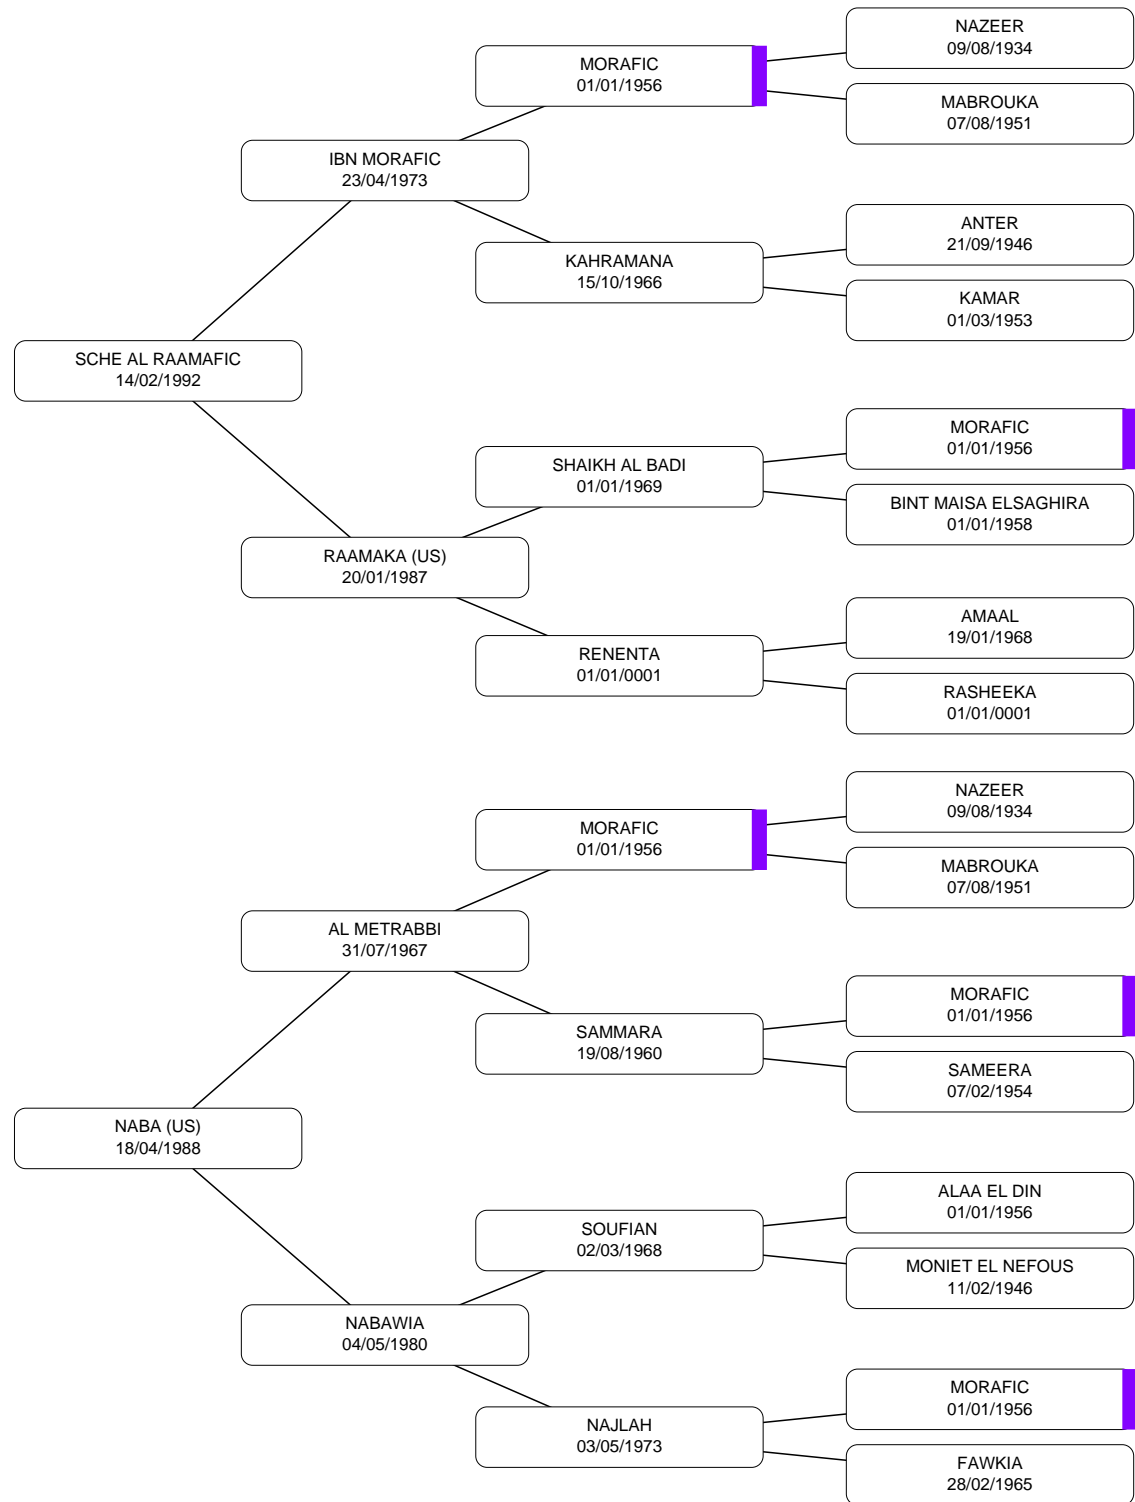 NAZEER
09/08/1934
MORAFIC
01/01/1956
MABROUKA
07/08/1951
IBN MORAFIC
23/04/1973
ANTER
21/09/1946
KAHRAMANA
15/10/1966
KAMAR
01/03/1953
SCHE AL RAAMAFIC
14/02/1992
MORAFIC
01/01/1956
SHAIKH AL BADI
01/01/1969
BINT MAISA ELSAGHIRA
01/01/1958
RAAMAKA (US)
20/01/1987
AMAAL
19/01/1968
RENENTA
01/01/0001
RASHEEKA
01/01/0001
NAZEER
09/08/1934
MORAFIC
01/01/1956
MABROUKA
07/08/1951
AL METRABBI
31/07/1967
MORAFIC
01/01/1956
SAMMARA
19/08/1960
SAMEERA
07/02/1954
NABA (US)
18/04/1988
ALAA EL DIN
01/01/1956
SOUFIAN
02/03/1968
MONIET EL NEFOUS
11/02/1946
NABAWIA
04/05/1980
MORAFIC
01/01/1956
NAJLAH
03/05/1973
FAWKIA
28/02/1965